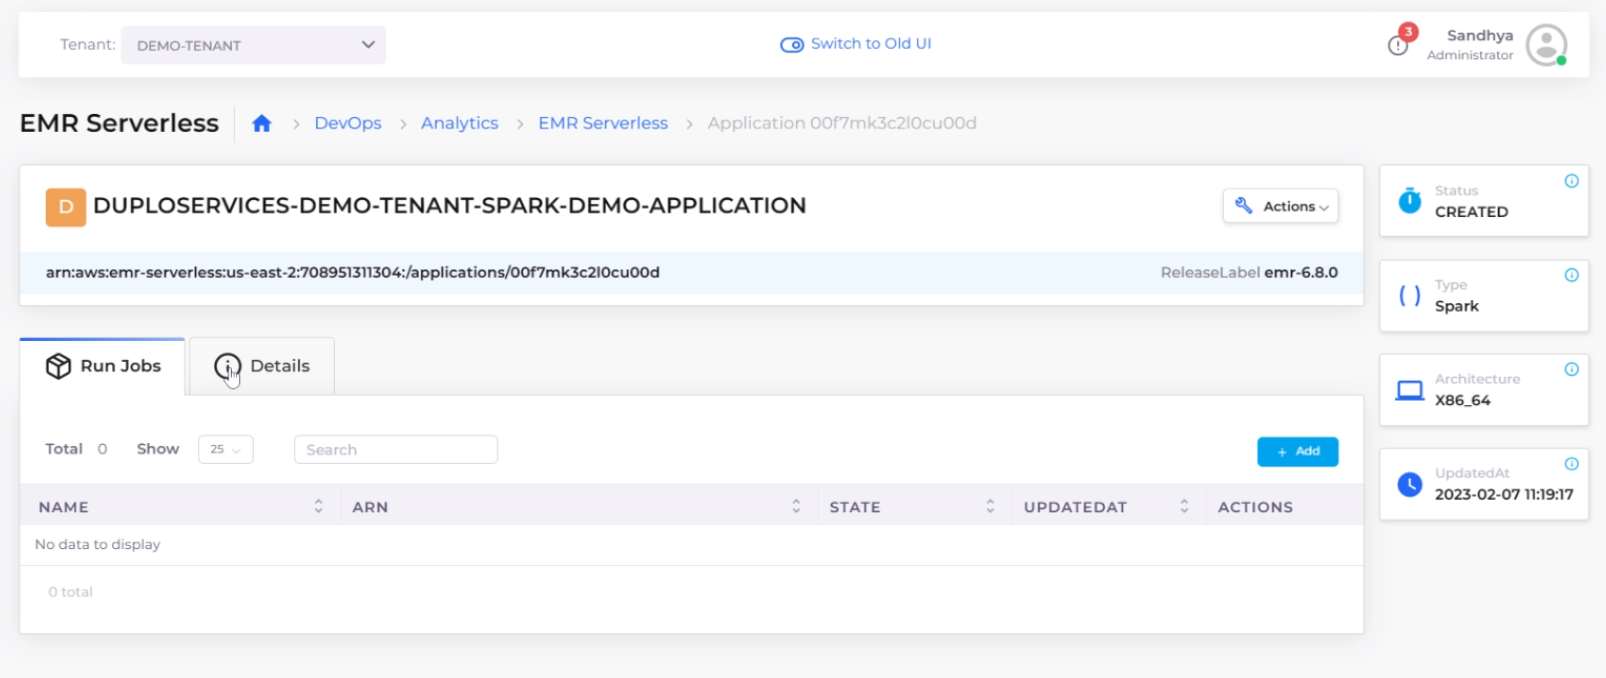 Tenant: DEMO-TENANT Switch to Old UI 3 Sandhya
Administrator
EMR Serverless > DevOps > Analytics > EMR Serverless > Application 00f7mk3c2l0cu00d
D DUPLOSERVICES-DEMO-TENANT-SPARK-DEMO-APPLICATION Actions
arn:aws:emr-serverless:us-east-2:708951311304:/applications/00f7mk3c2l0cu00d ReleaseLabel emr-6.8.0
Status
CREATED
Type
Spark
Architecture
X86_64
UpdatedAt
2023-02-07 11:19:17
Run Jobs Details
Total 0 Show 25 Search + Add
NAME ARN STATE UPDATEDAT ACTIONS
No data to display
0 total